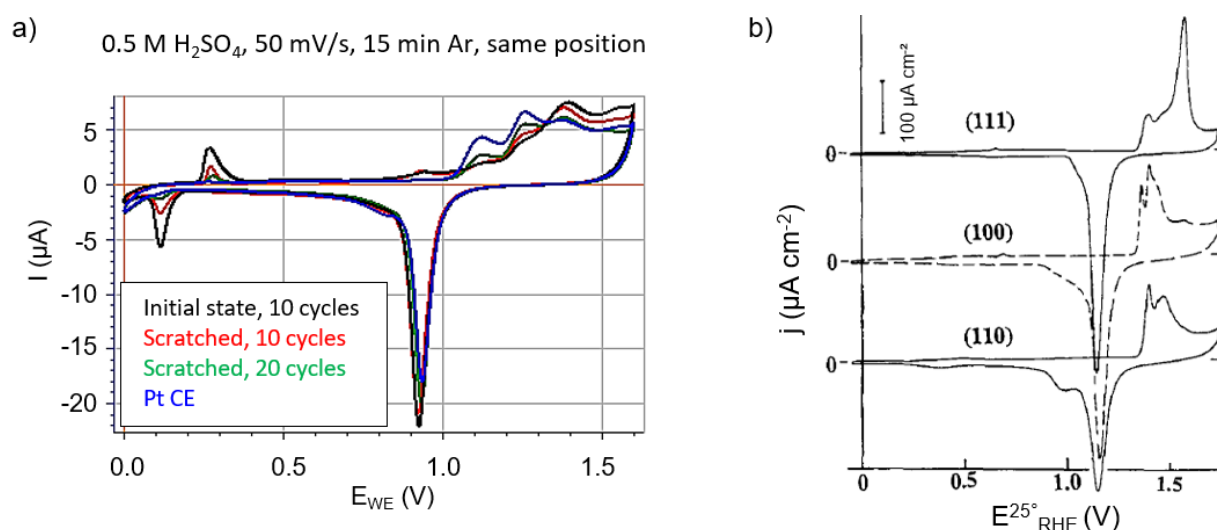 a)
0.5 M H₂SO₄, 50 mV/s, 15 min Ar, same position
I (µA)
5
0
-5
-10
-15
-20
Initial state, 10 cycles
Scratched, 10 cycles
Scratched, 20 cycles
Pt CE
0.0
0.5
1.0
1.5
E_WE (V)
b)
100 µA cm⁻²
(111)
0
(100)
0
(110)
0
j (µA cm⁻²)
0
0.5
1.0
1.5
E²⁵°_RHE (V)